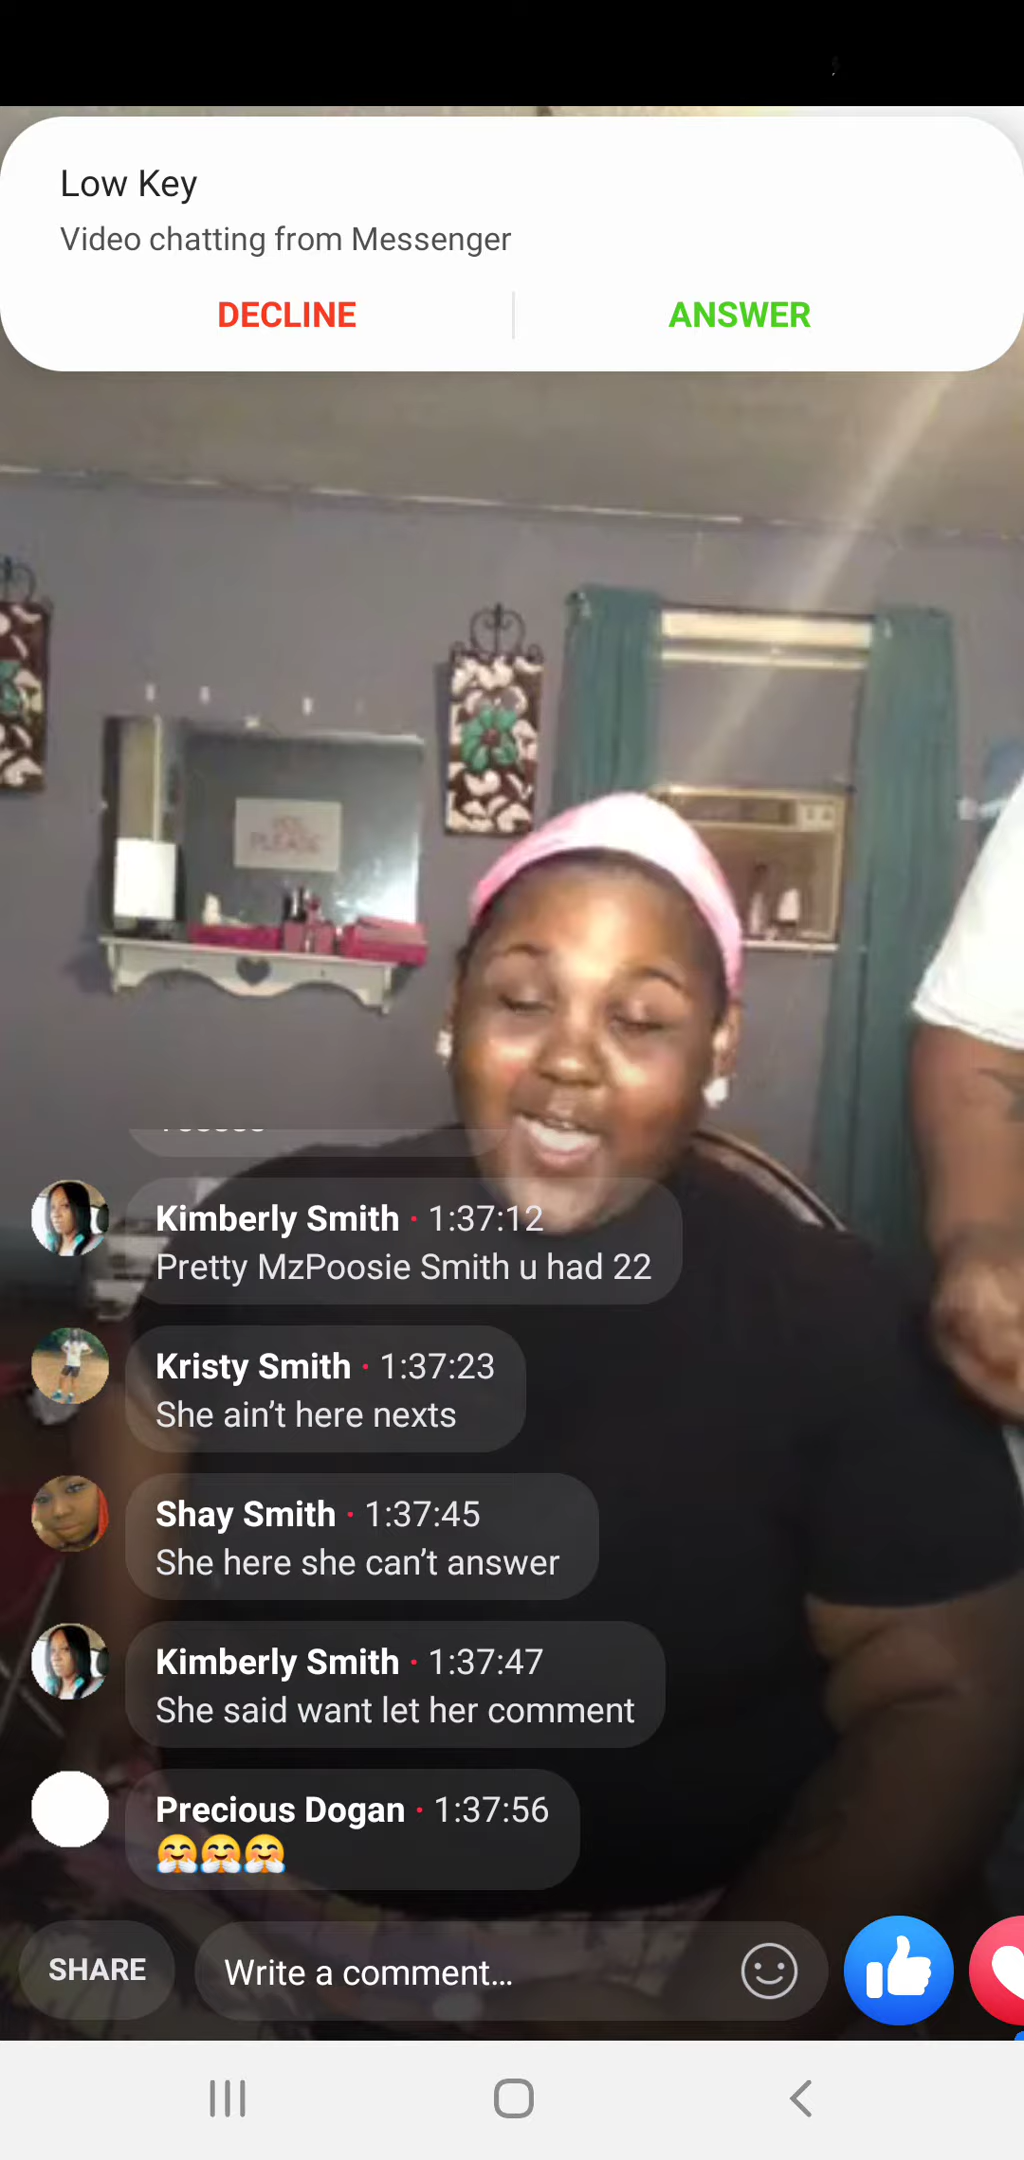 Low Key
Video chatting from Messenger
DECLINE
ANSWER
PLEASE
Kimberly Smith · 1:37:12
Pretty MzPoosie Smith u had 22
Kristy Smith · 1:37:23
She ain’t here nexts
Shay Smith · 1:37:45
She here she can’t answer
Kimberly Smith · 1:37:47
She said want let her comment
Precious Dogan · 1:37:56
🤗🤗🤗
SHARE
Write a comment...